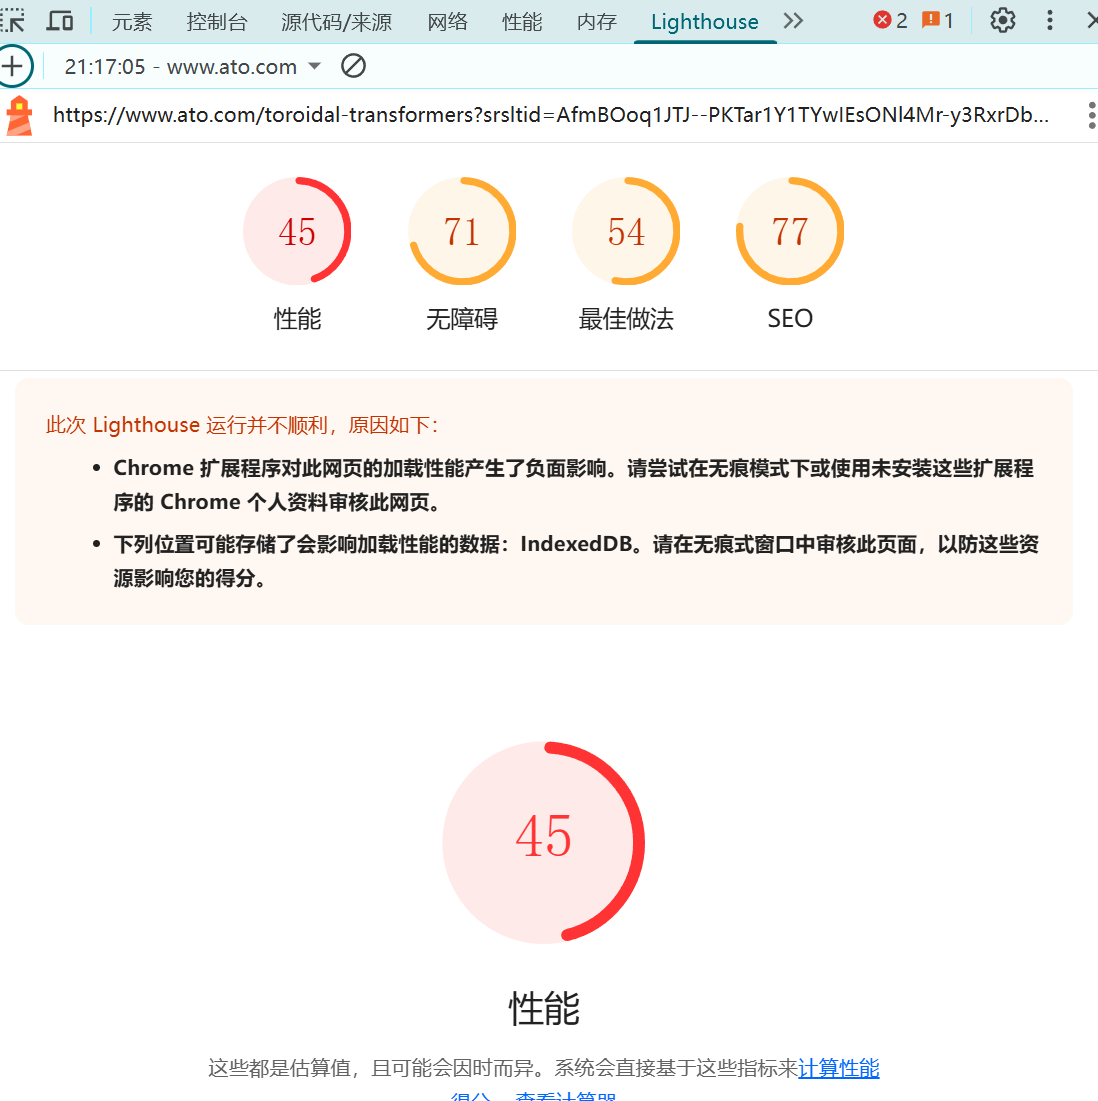 元素 控制台 源代码/来源 网络 性能 内存 Lighthouse 2 1
21:17:05 - www.ato.com
https://www.ato.com/toroidal-transformers?srsltid=AfmBOoq1JTJ--PKTar1Y1TYwIEsONl4Mr-y3RxrDb...
45 71 54 77
性能 无障碍 最佳做法 SEO
此次 Lighthouse 运行并不顺利，原因如下：
• Chrome 扩展程序对此网页的加载性能产生了负面影响。请尝试在无痕模式下或使用未安装这些扩展程
序的 Chrome 个人资料审核此网页。
• 下列位置可能存储了会影响加载性能的数据：IndexedDB。请在无痕式窗口中审核此页面，以防这些资
源影响您的得分。
45
性能
这些都是估算值，且可能会因时而异。系统会直接基于这些指标来计算性能
得分。查看计算器